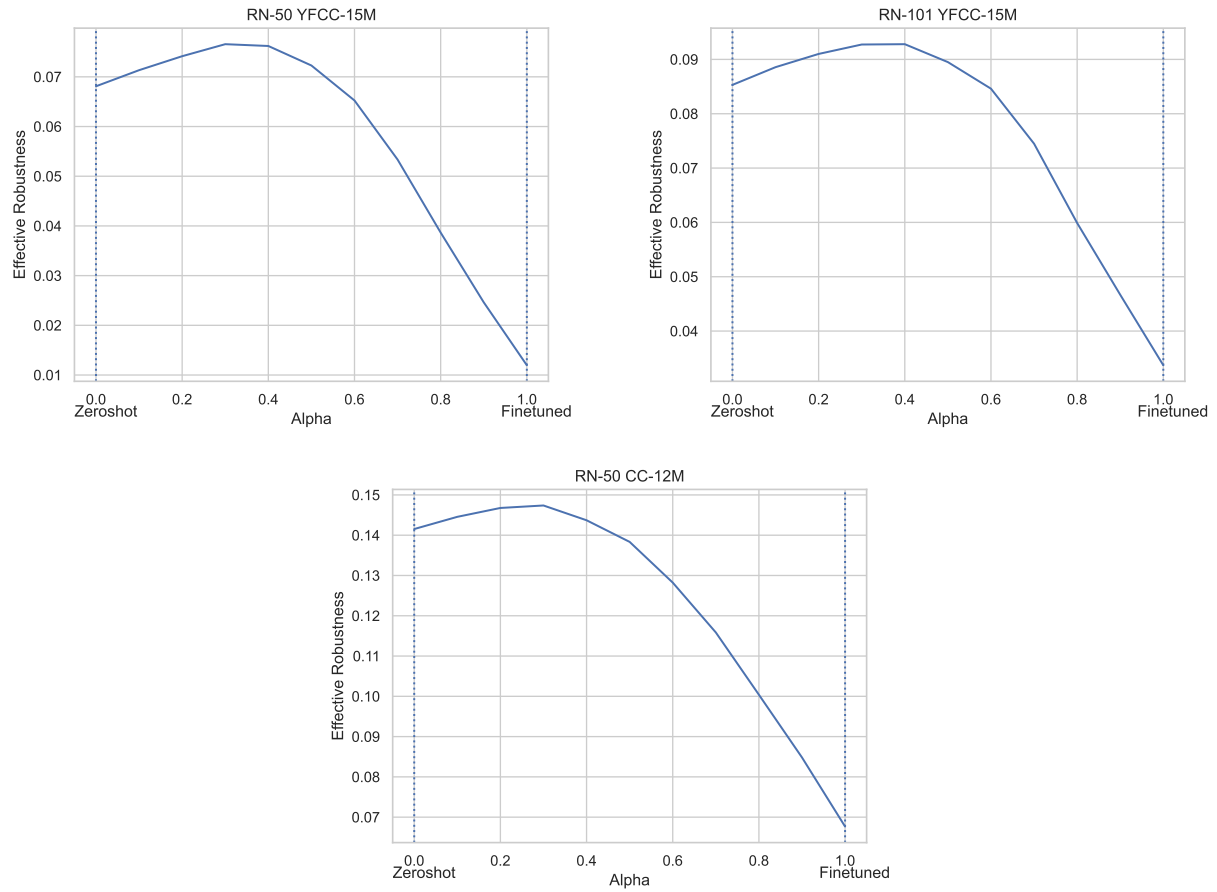 RN-50 YFCC-15M
Effective Robustness
0.07
0.06
0.05
0.04
0.03
0.02
0.01
0.0 0.2 0.4 0.6 0.8 1.0
Zeroshot Finetuned
Alpha
RN-101 YFCC-15M
Effective Robustness
0.09
0.08
0.07
0.06
0.05
0.04
0.0 0.2 0.4 0.6 0.8 1.0
Zeroshot Finetuned
Alpha
RN-50 CC-12M
Effective Robustness
0.15
0.14
0.13
0.12
0.11
0.10
0.09
0.08
0.07
0.0 0.2 0.4 0.6 0.8 1.0
Zeroshot Finetuned
Alpha